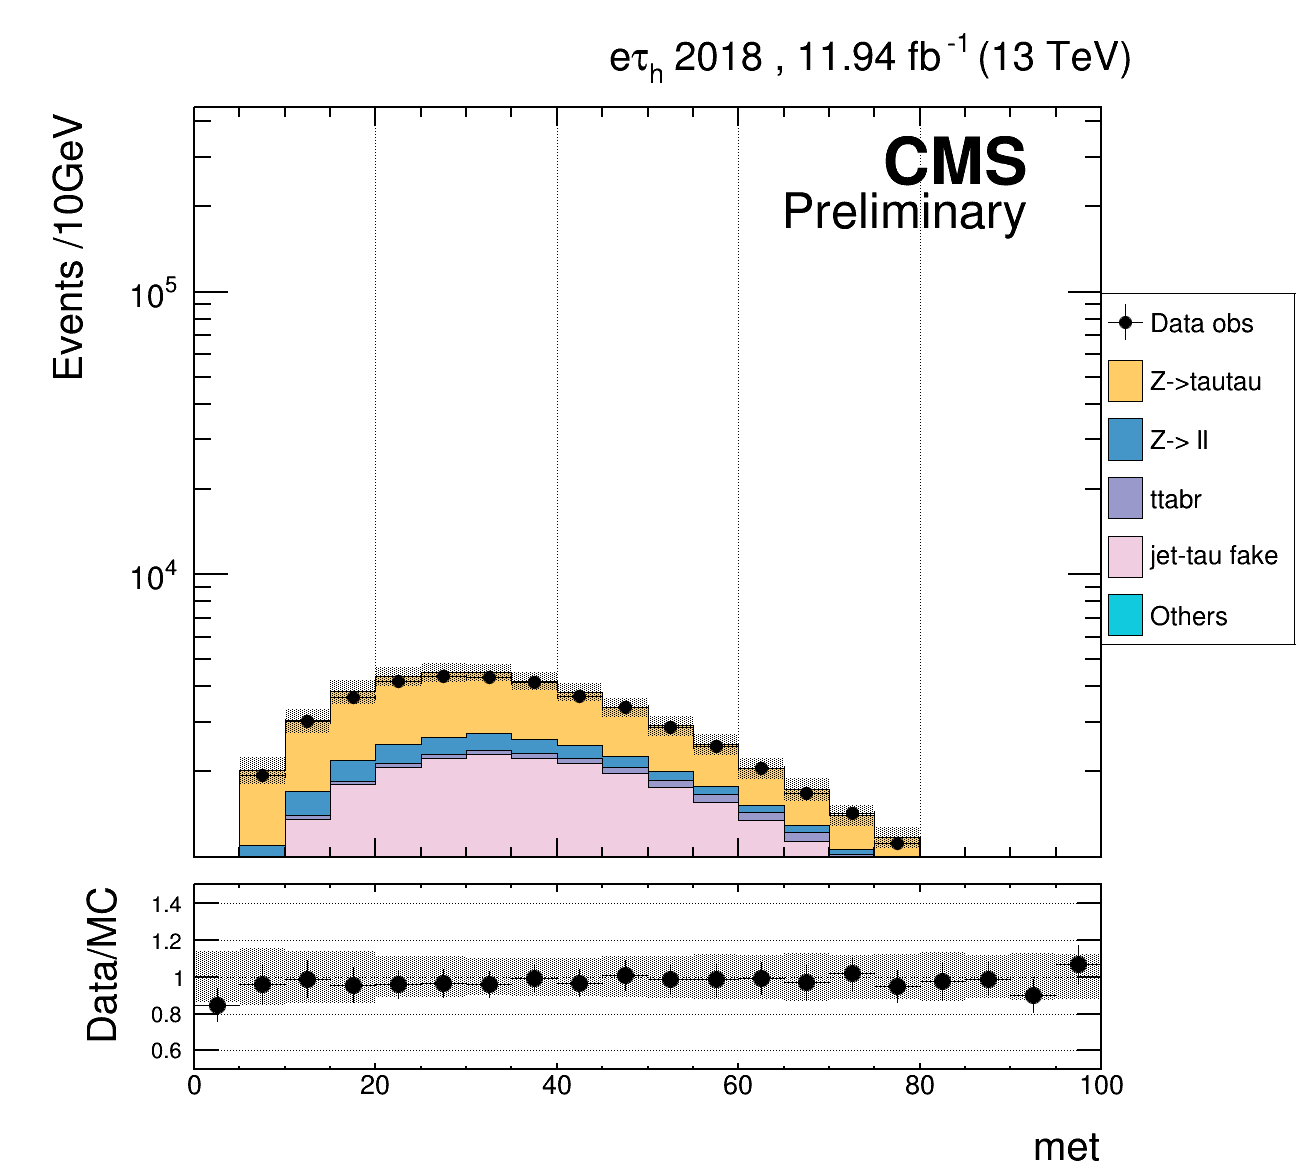 eτh 2018 , 11.94 fb-1 (13 TeV)
Events /10GeV
CMS
Preliminary
10^5
10^4
Data obs
Z->tautau
Z-> ll
ttabr
jet-tau fake
Others
Data/MC
1.4
1.2
1
0.8
0.6
0 20 40 60 80 100
met